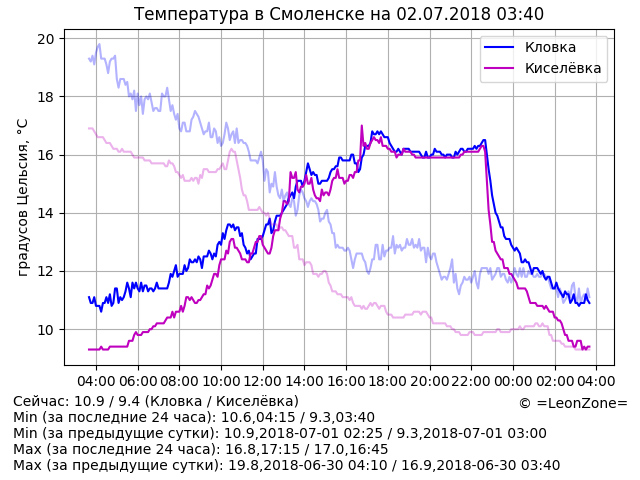 Температура в Смоленске на 02.07.2018 03:40
Кловка
Киселёвка
градусов Цельсия, °C
20
18
16
14
12
10
04:00 06:00 08:00 10:00 12:00 14:00 16:00 18:00 20:00 22:00 00:00 02:00 04:00
Сейчас: 10.9 / 9.4 (Кловка / Киселёвка)
© =LeonZone=
Min (за последние 24 часа): 10.6,04:15 / 9.3,03:40
Min (за предыдущие сутки): 10.9,2018-07-01 02:25 / 9.3,2018-07-01 03:00
Max (за последние 24 часа): 16.8,17:15 / 17.0,16:45
Max (за предыдущие сутки): 19.8,2018-06-30 04:10 / 16.9,2018-06-30 03:40